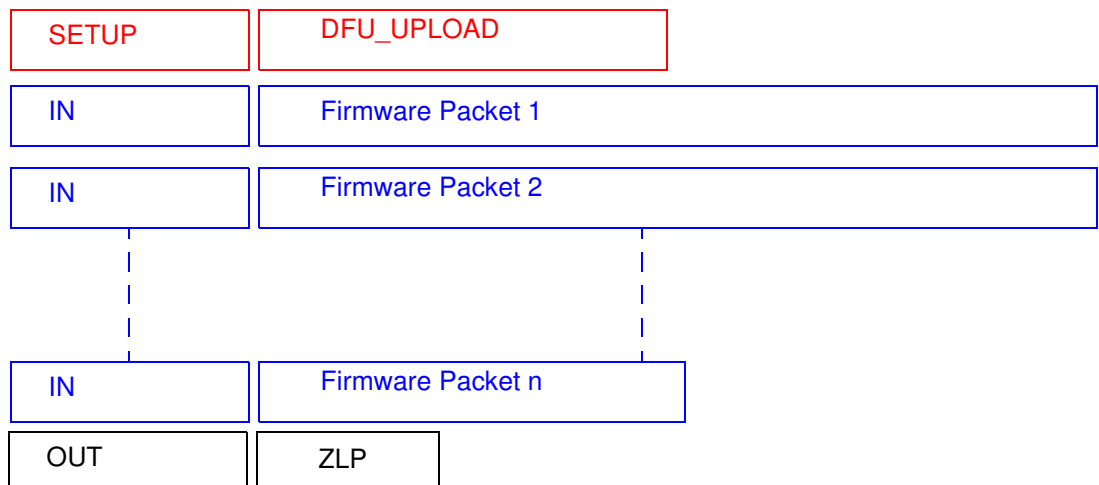 SETUP DFU_UPLOAD
IN Firmware Packet 1
IN Firmware Packet 2
IN Firmware Packet n
OUT ZLP